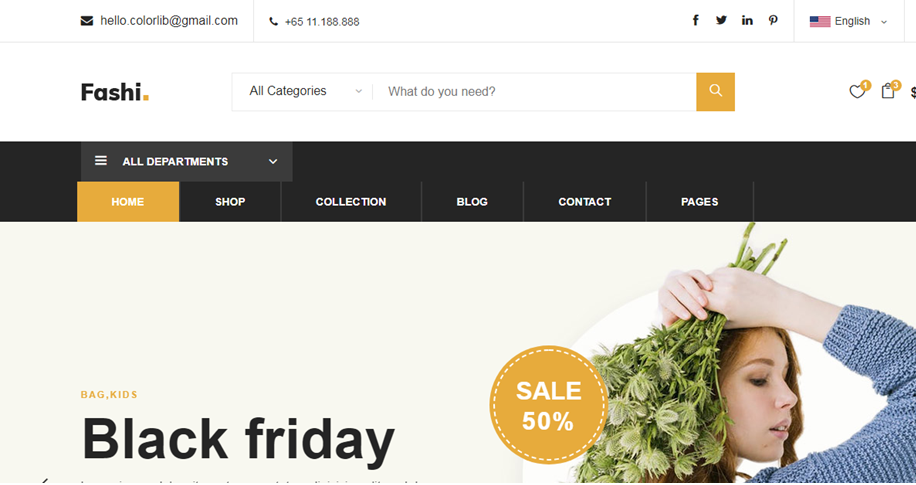 hello.colorlib@gmail.com
+65 11.188.888
English
Fashi.
All Categories
What do you need?
1
3
$
ALL DEPARTMENTS
HOME
SHOP
COLLECTION
BLOG
CONTACT
PAGES
BAG,KIDS
Black friday
SALE
50%